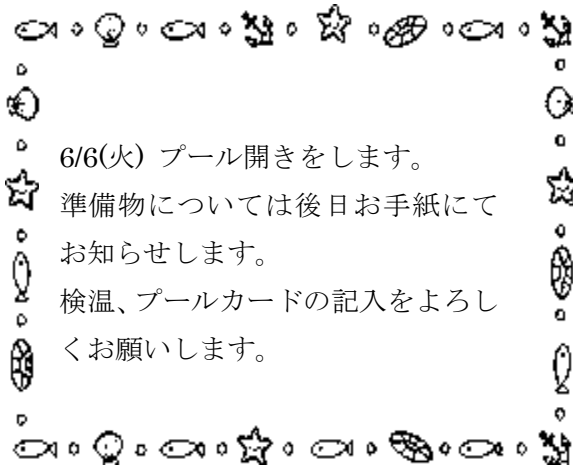 6/6(火) プール開きをします。
準備物については後日お手紙にて
お知らせします。
検温、プールカードの記入をよろし
くお願いします。